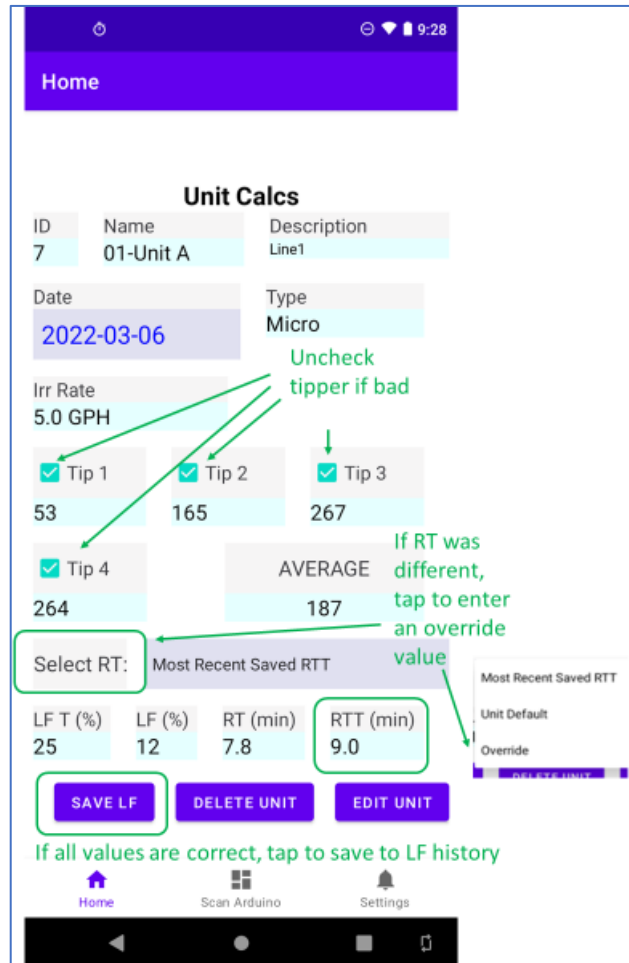 9:28
Home
Unit Calcs
ID Name Description
7 01-Unit A Line1
Date Type
2022-03-06 Micro
Uncheck
tipper if bad
Irr Rate
5.0 GPH
Tip 1 Tip 2 Tip 3
53 165 267
If RT was
different,
tap to enter
an override
value
Tip 4 AVERAGE
264 187
Select RT: Most Recent Saved RTT
Most Recent Saved RTT
Unit Default
Override
DELETE UNIT
LF T (%) LF (%) RT (min) RTT (min)
25 12 7.8 9.0
SAVE LF DELETE UNIT EDIT UNIT
If all values are correct, tap to save to LF history
Home Scan Arduino Settings